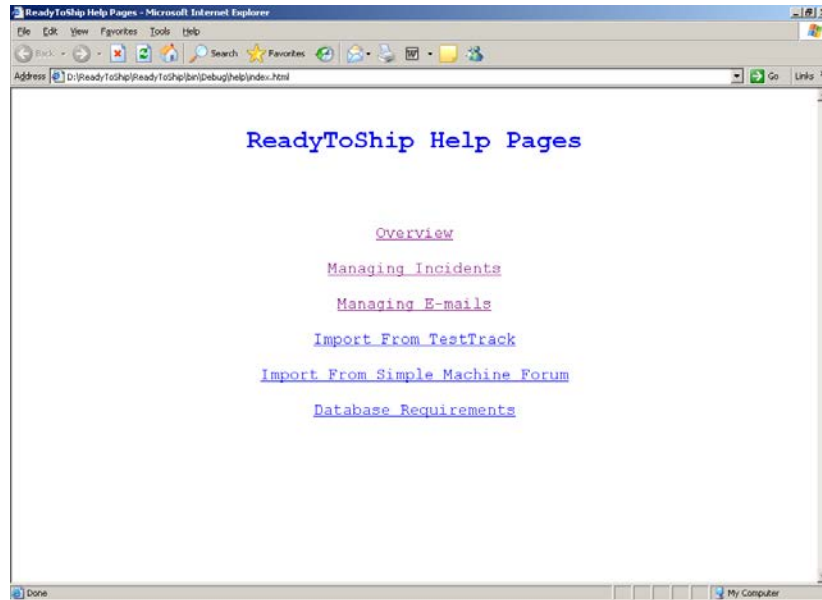 ReadyToShip Help Pages - Microsoft Internet Explorer
File Edit View Favorites Tools Help
Back Search Favorites
Address D:\ReadyToShip\ReadyToShip\bin\Debug\help\index.html Go Links
ReadyToShip Help Pages
Overview
Managing Incidents
Managing E-mails
Import From TestTrack
Import From Simple Machine Forum
Database Requirements
Done My Computer